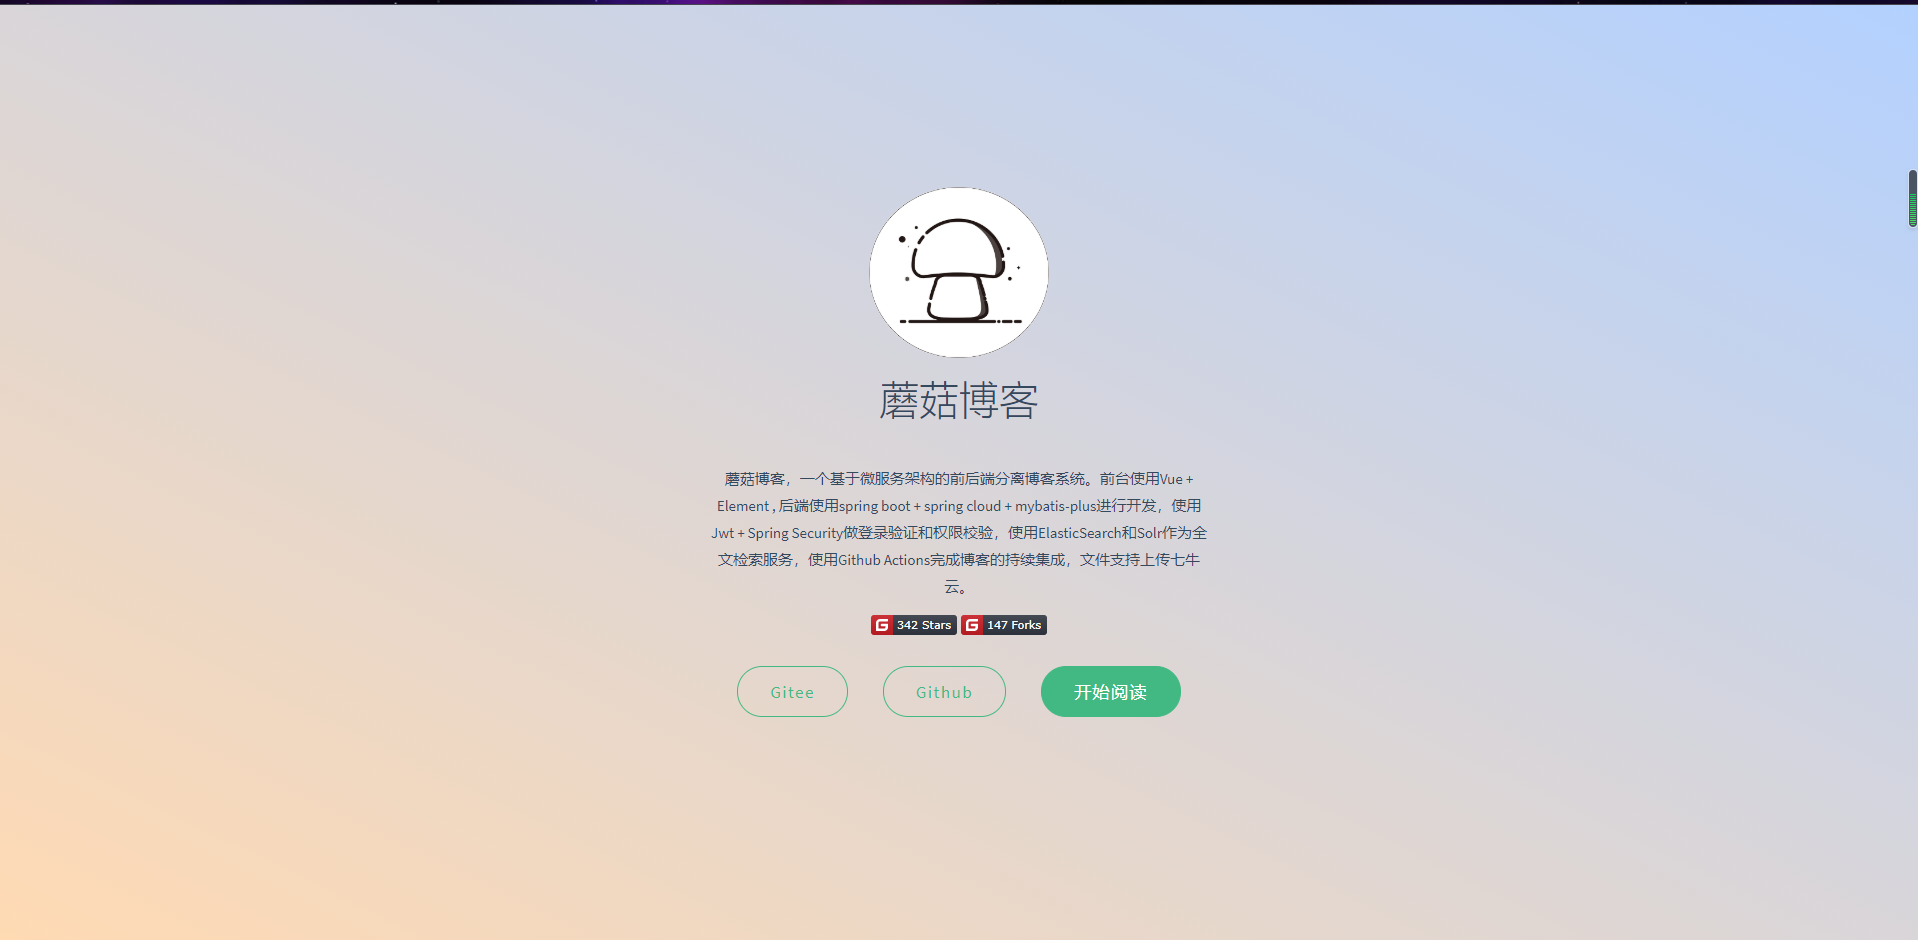 蘑菇博客
蘑菇博客，一个基于微服务架构的前后端分离博客系统。前台使用Vue +
Element , 后端使用spring boot + spring cloud + mybatis-plus进行开发，使用
Jwt + Spring Security做登录验证和权限校验，使用ElasticSearch和Solr作为全
文检索服务，使用Github Actions完成博客的持续集成，文件支持上传七牛
云。
342 Stars 147 Forks
Gitee Github 开始阅读